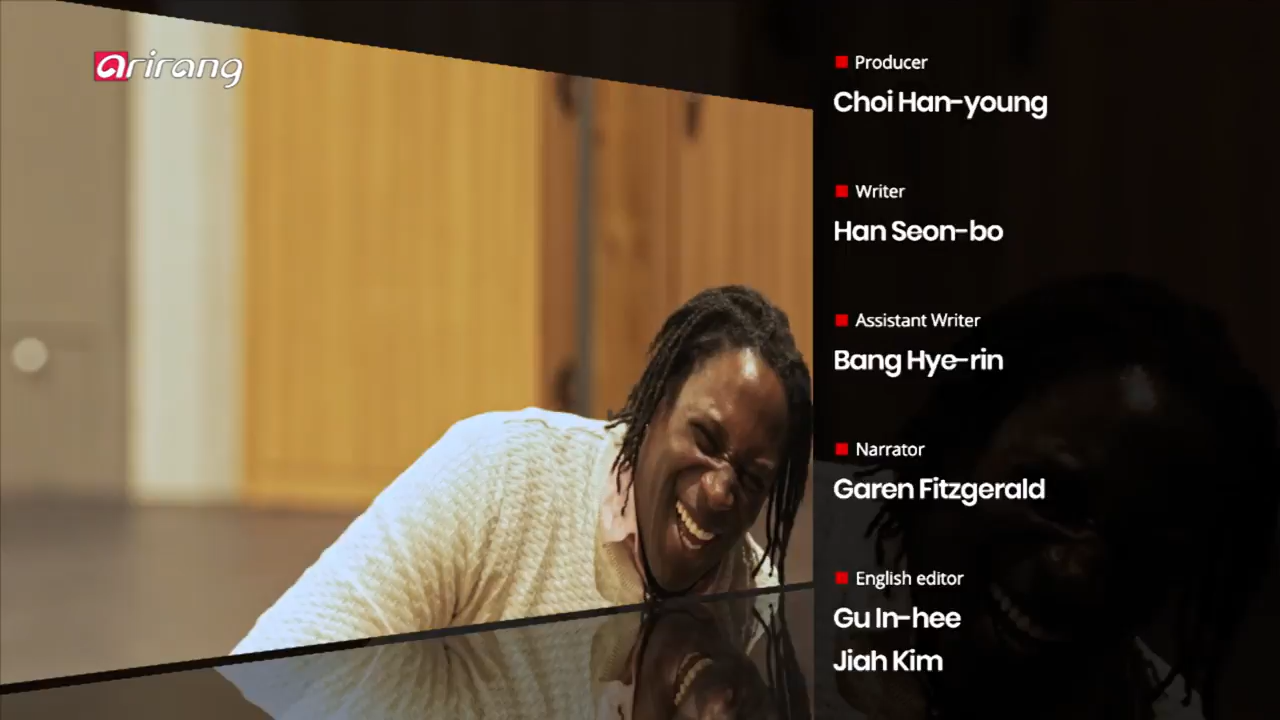 arirang
Producer
Choi Han-young
Writer
Han Seon-bo
Assistant Writer
Bang Hye-rin
Narrator
Garen Fitzgerald
English editor
Gu In-hee
Jiah Kim